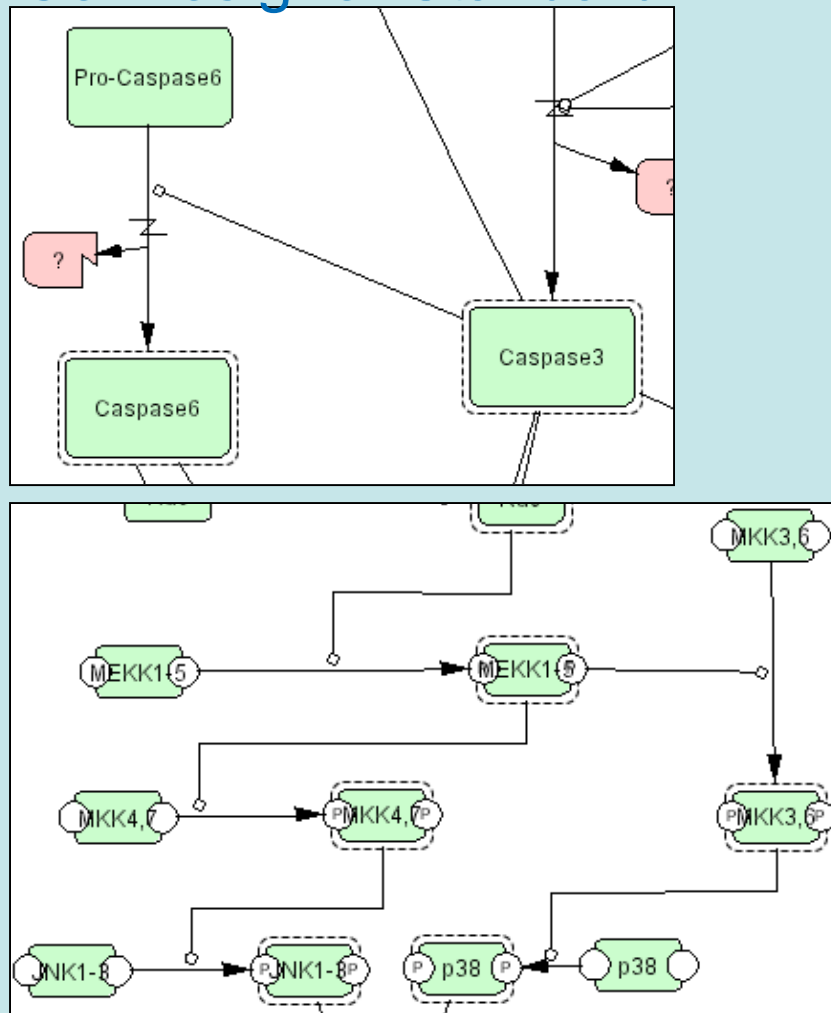 Pro-Caspase6
?
?
Caspase3
Caspase6
MKK3,6
MEKK1-5
MEKK1-5
MKK4,7
P MKK4,7 P
P MKK3,6 P
JNK1-3
P JNK1-3 P
P p38 P
p38